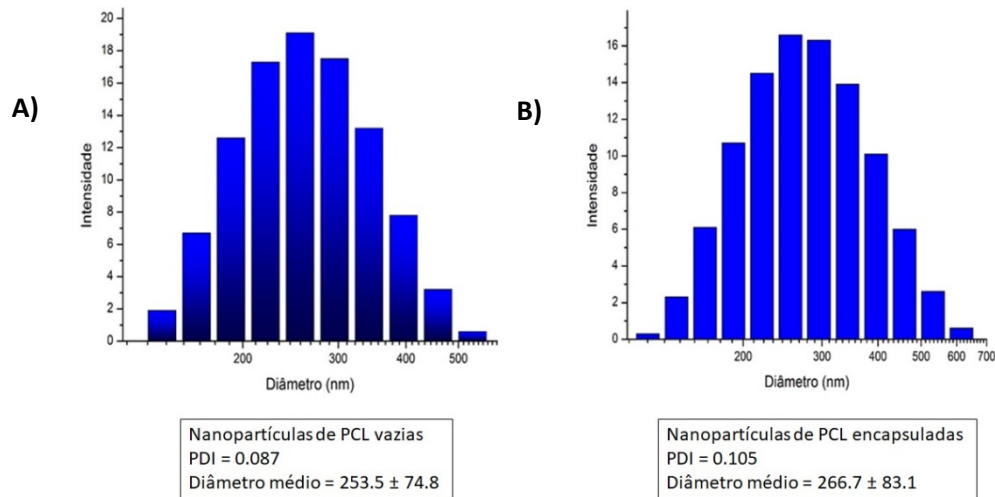 A)
Intensidade
20
18
16
14
12
10
8
6
4
2
0
200
300
400
500
Diâmetro (nm)
Nanopartículas de PCL vazias
PDI = 0.087
Diâmetro médio = 253.5 ± 74.8
B)
Intensidade
16
14
12
10
8
6
4
2
0
200
300
400
500
600
700
Diâmetro (nm)
Nanopartículas de PCL encapsuladas
PDI = 0.105
Diâmetro médio = 266.7 ± 83.1